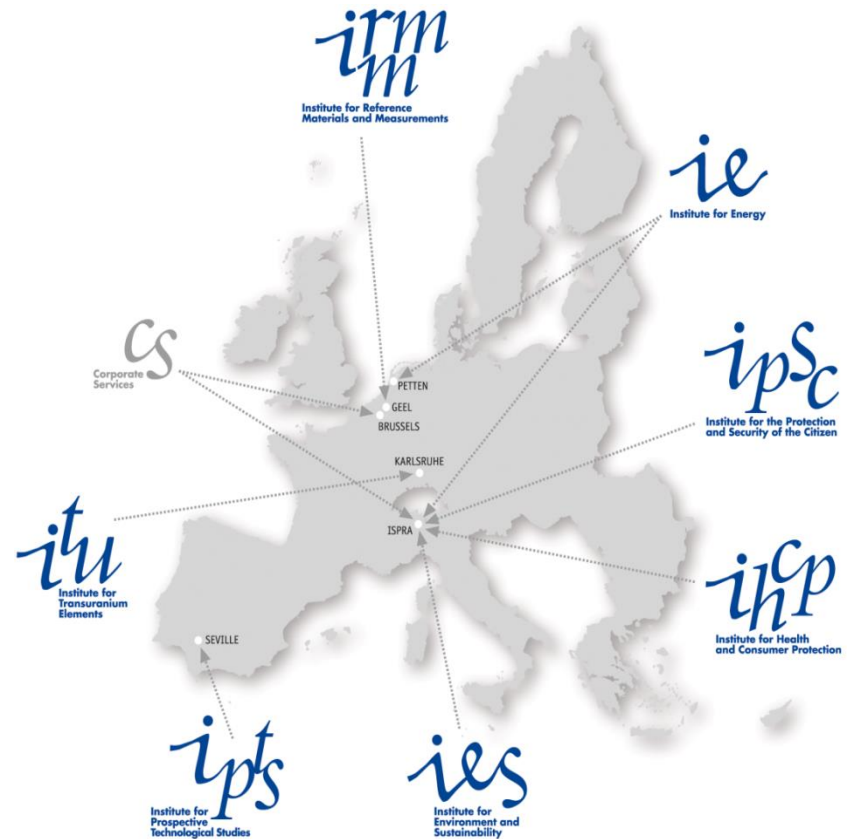 irmm
Institute for Reference
Materials and Measurements
ie
Institute for Energy
cs
Corporate
Services
ipsc
Institute for the Protection
and Security of the Citizen
PETTEN
GEEL
BRUSSELS
KARLSRUHE
ISPRA
itu
Institute for
Transuranium
Elements
ihcp
Institute for Health
and Consumer Protection
SEVILLE
ipts
Institute for
Prospective
Technological Studies
ies
Institute for
Environment and
Sustainability